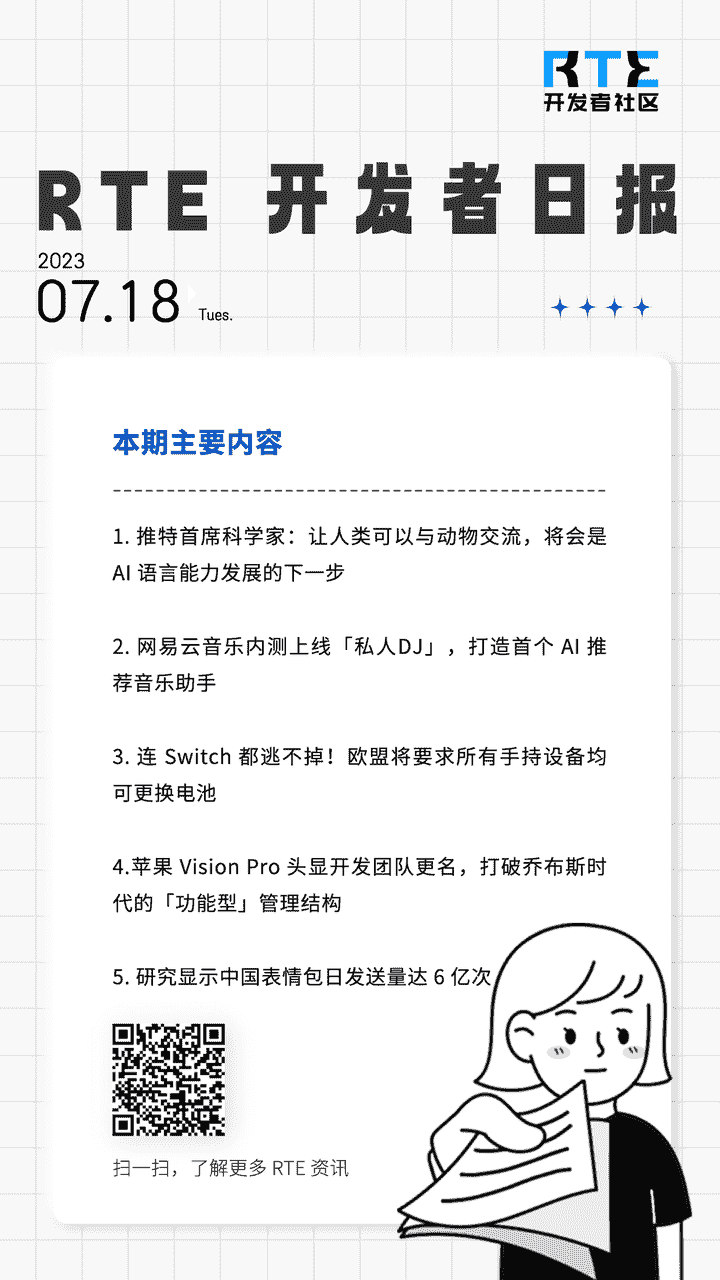 RTE
开发者社区
RTE 开发者日报
2023
07.18 Tues.
本期主要内容
1. 推特首席科学家：让人类可以与动物交流，将会是
AI 语言能力发展的下一步
2. 网易云音乐内测上线「私人DJ」，打造首个 AI 推
荐音乐助手
3. 连 Switch 都逃不掉！欧盟将要求所有手持设备均
可更换电池
4.苹果 Vision Pro 头显开发团队更名，打破乔布斯时
代的「功能型」管理结构
5. 研究显示中国表情包日发送量达 6 亿次
扫一扫，了解更多 RTE 资讯